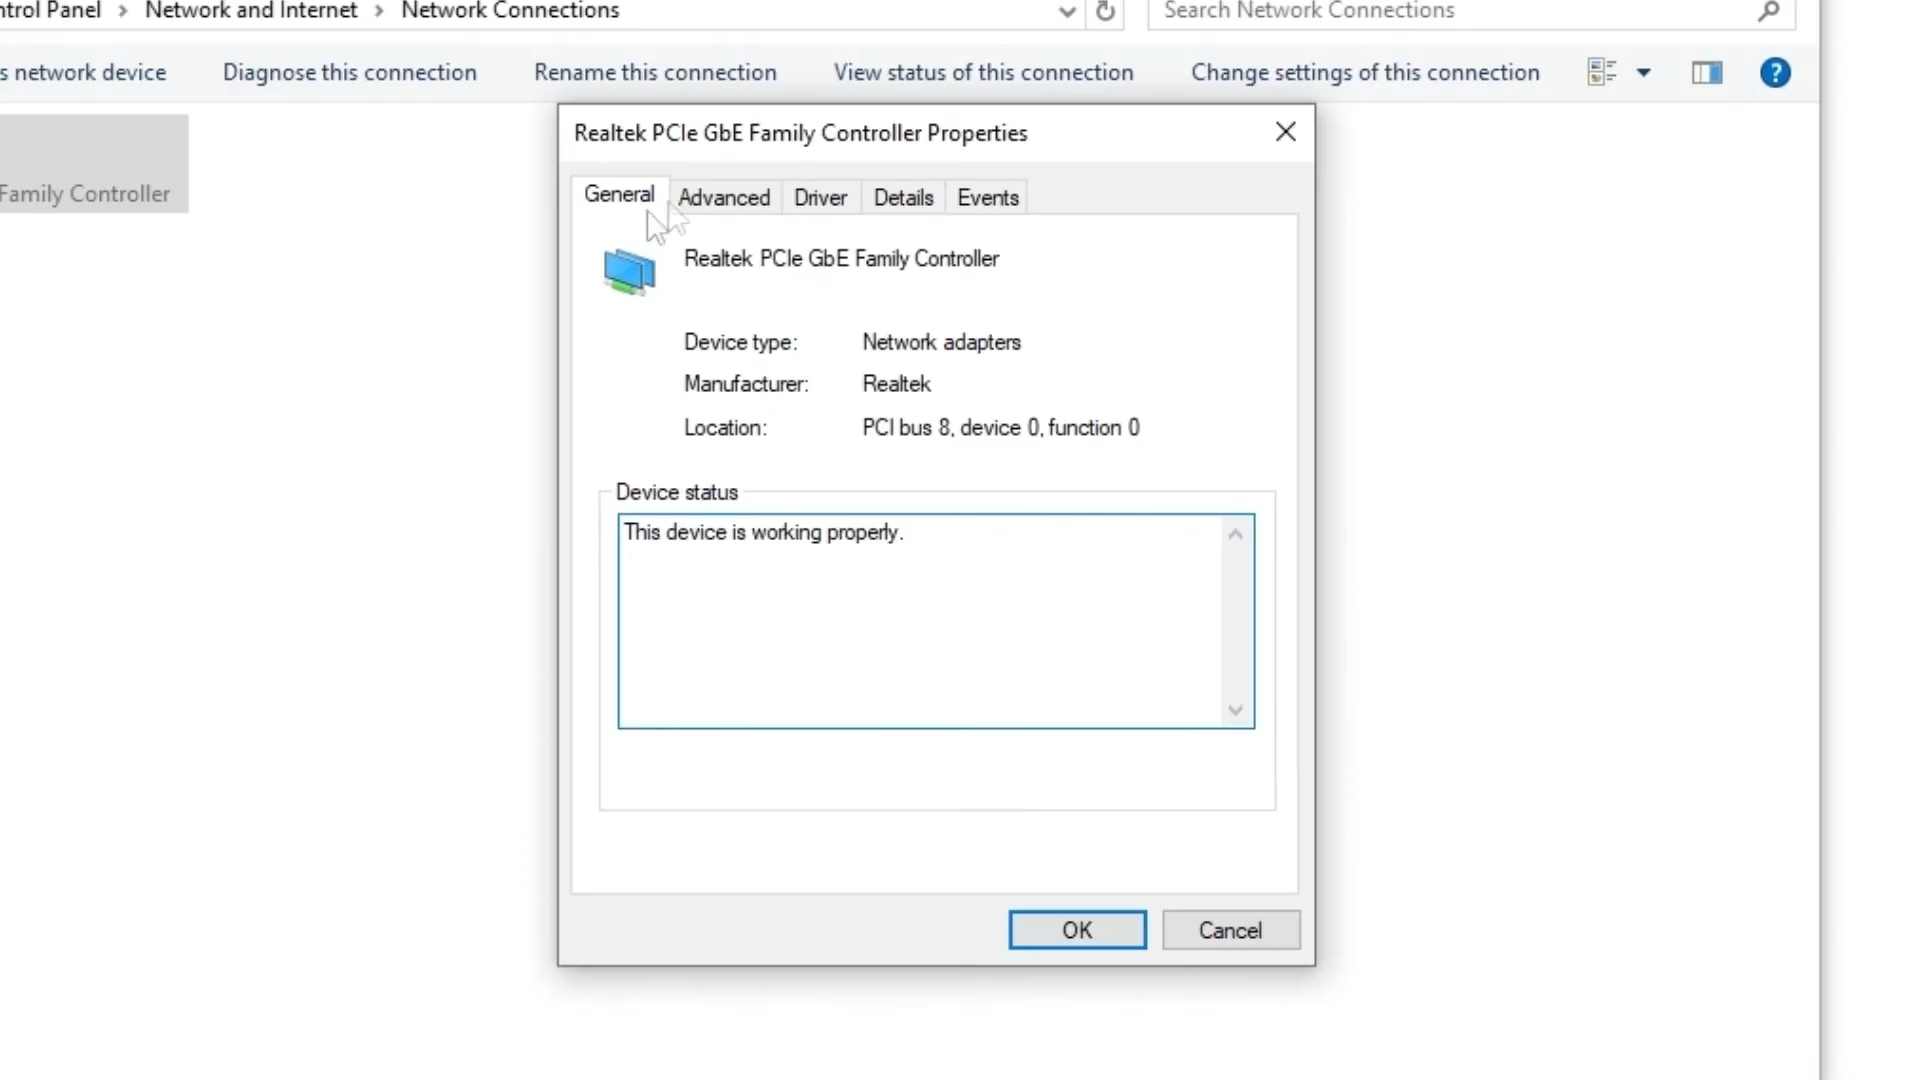 ntrol Panel > Network and Internet > Network Connections
Search Network Connections
s network device Diagnose this connection Rename this connection View status of this connection Change settings of this connection ?
Family Controller
Realtek PCIe GbE Family Controller Properties
General Advanced Driver Details Events
Realtek PCIe GbE Family Controller
Device type: Network adapters
Manufacturer: Realtek
Location: PCI bus 8, device 0, function 0
Device status
This device is working properly.
OK Cancel